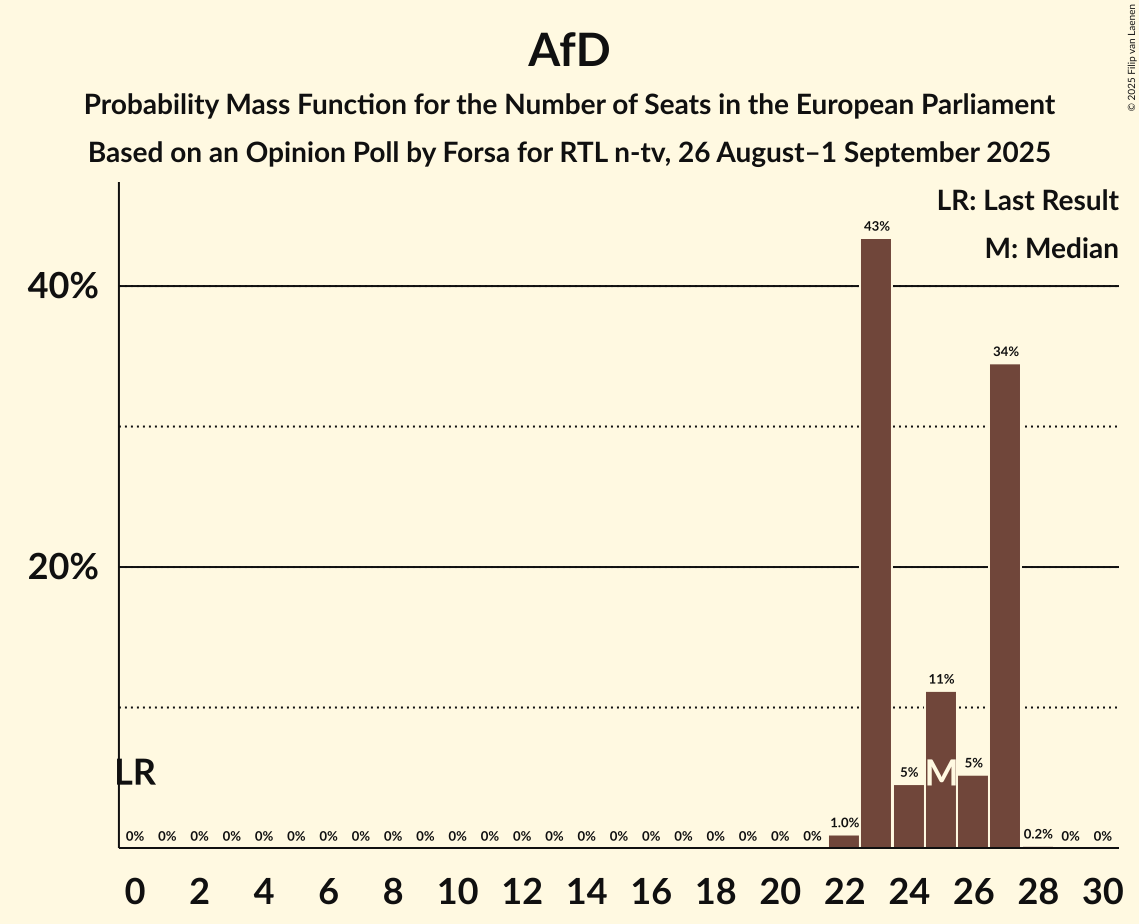 AfD
Probability Mass Function for the Number of Seats in the European Parliament
Based on an Opinion Poll by Forsa for RTL n-tv, 26 August–1 September 2025
© 2025 Filip van Laenen
LR: Last Result
M: Median
43%
40%
34%
20%
11%
LR
5% M 5%
0% 0% 0% 0% 0% 0% 0% 0% 0% 0% 0% 0% 0% 0% 0% 0% 0% 0% 0% 0% 0% 0% 1.0% 0.2% 0% 0%
0 2 4 6 8 10 12 14 16 18 20 22 24 26 28 30